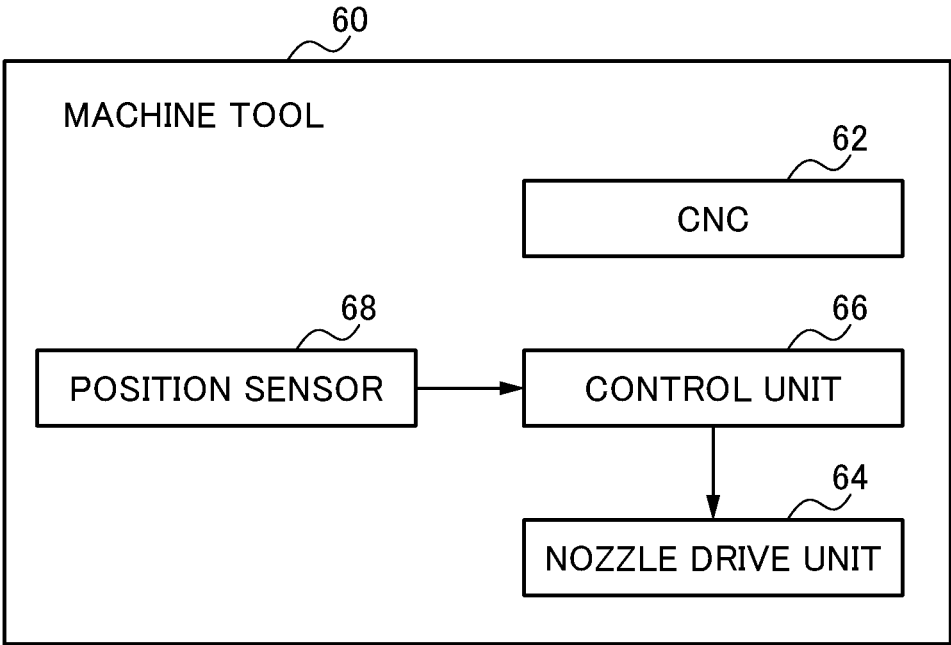 60
MACHINE TOOL
62
CNC
68
66
POSITION SENSOR
CONTROL UNIT
64
NOZZLE DRIVE UNIT